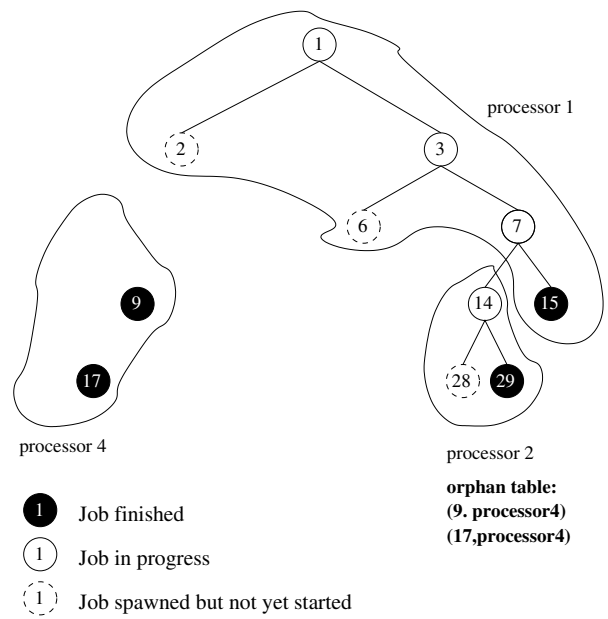 1
processor 1
2
3
6
7
9
14
15
17
28
29
processor 4
processor 2
orphan table:
(9. processor4)
(17,processor4)
1 Job finished
1 Job in progress
1 Job spawned but not yet started